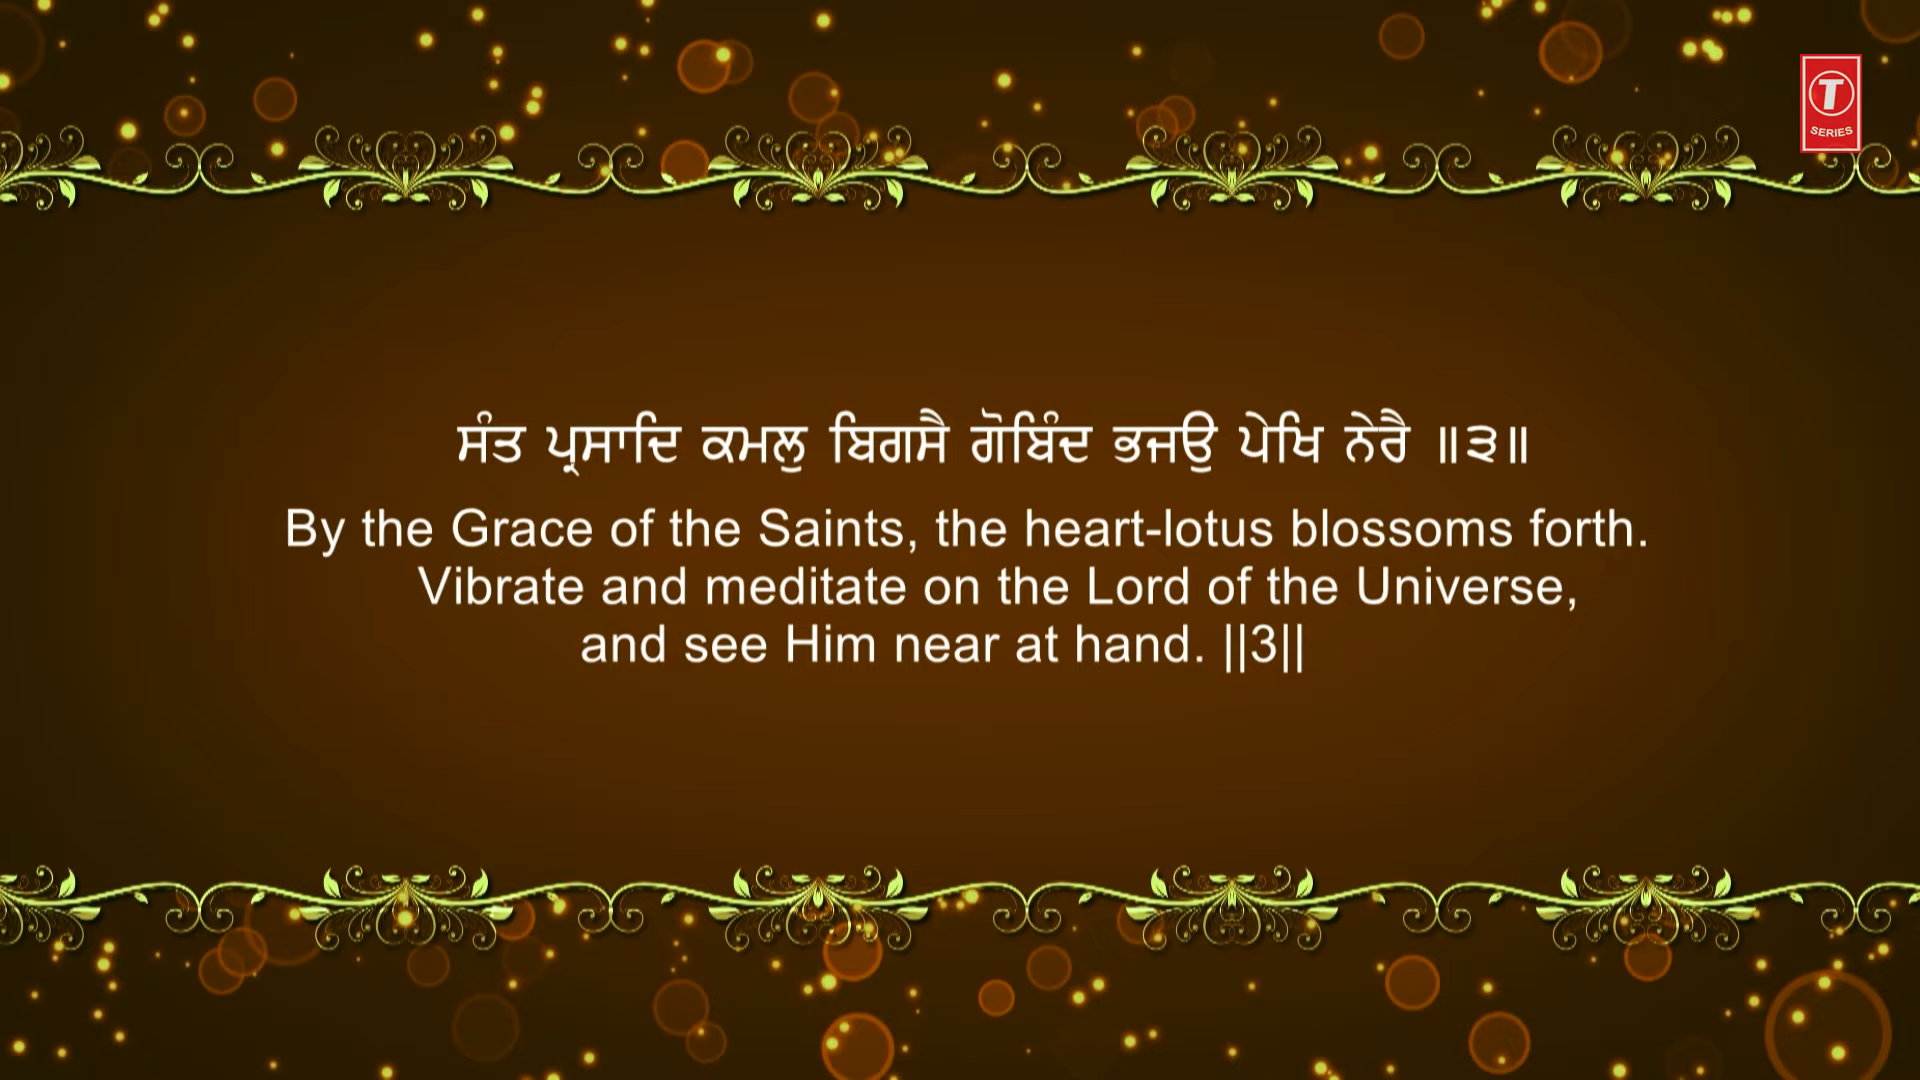 T
SERIES
ਸੰਤ ਪ੍ਰਸਾਦਿ ਕਮਲੁ ਬਿਗਸੈ ਗੋਬਿੰਦ ਭਜਉ ਪੇਖਿ ਨੇਰੈ ॥੩॥
By the Grace of the Saints, the heart-lotus blossoms forth.
Vibrate and meditate on the Lord of the Universe,
and see Him near at hand. ||3||